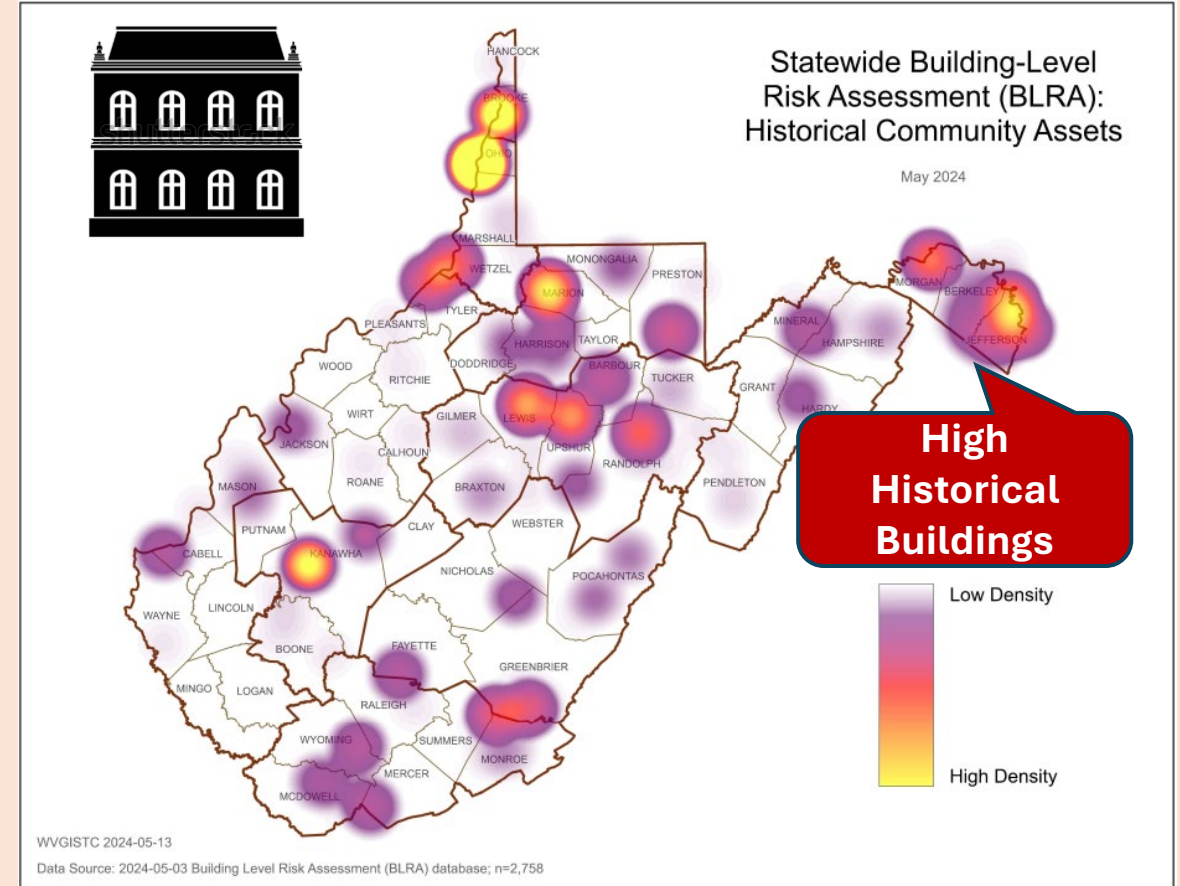 Statewide Building-Level
Risk Assessment (BLRA):
Historical Community Assets
May 2024
shutterstock
HANCOCK
BROOKE
OHIO
MARSHALL
WETZEL
MONONGALIA
PRESTON
MARION
MORGAN
BERKELEY
JEFFERSON
TYLER
PLEASANTS
MINERAL
HAMPSHIRE
HARRISON
TAYLOR
DODDRIDGE
BARBOUR
WOOD
RITCHIE
TUCKER
GRANT
HARDY
WIRT
GILMER
LEWIS
UPSHUR
JACKSON
CALHOUN
RANDOLPH
ROANE
MASON
BRAXTON
PENDLETON
PUTNAM
CLAY
WEBSTER
CABELL
KANAWHA
NICHOLAS
POCAHONTAS
WAYNE
LINCOLN
BOONE
FAYETTE
GREENBRIER
MINGO
LOGAN
RALEIGH
WYOMING
SUMMERS
MONROE
MERCER
MCDOWELL
High
Historical
Buildings
Low Density
High Density
WVGISTC 2024-05-13
Data Source: 2024-05-03 Building Level Risk Assessment (BLRA) database; n=2,758